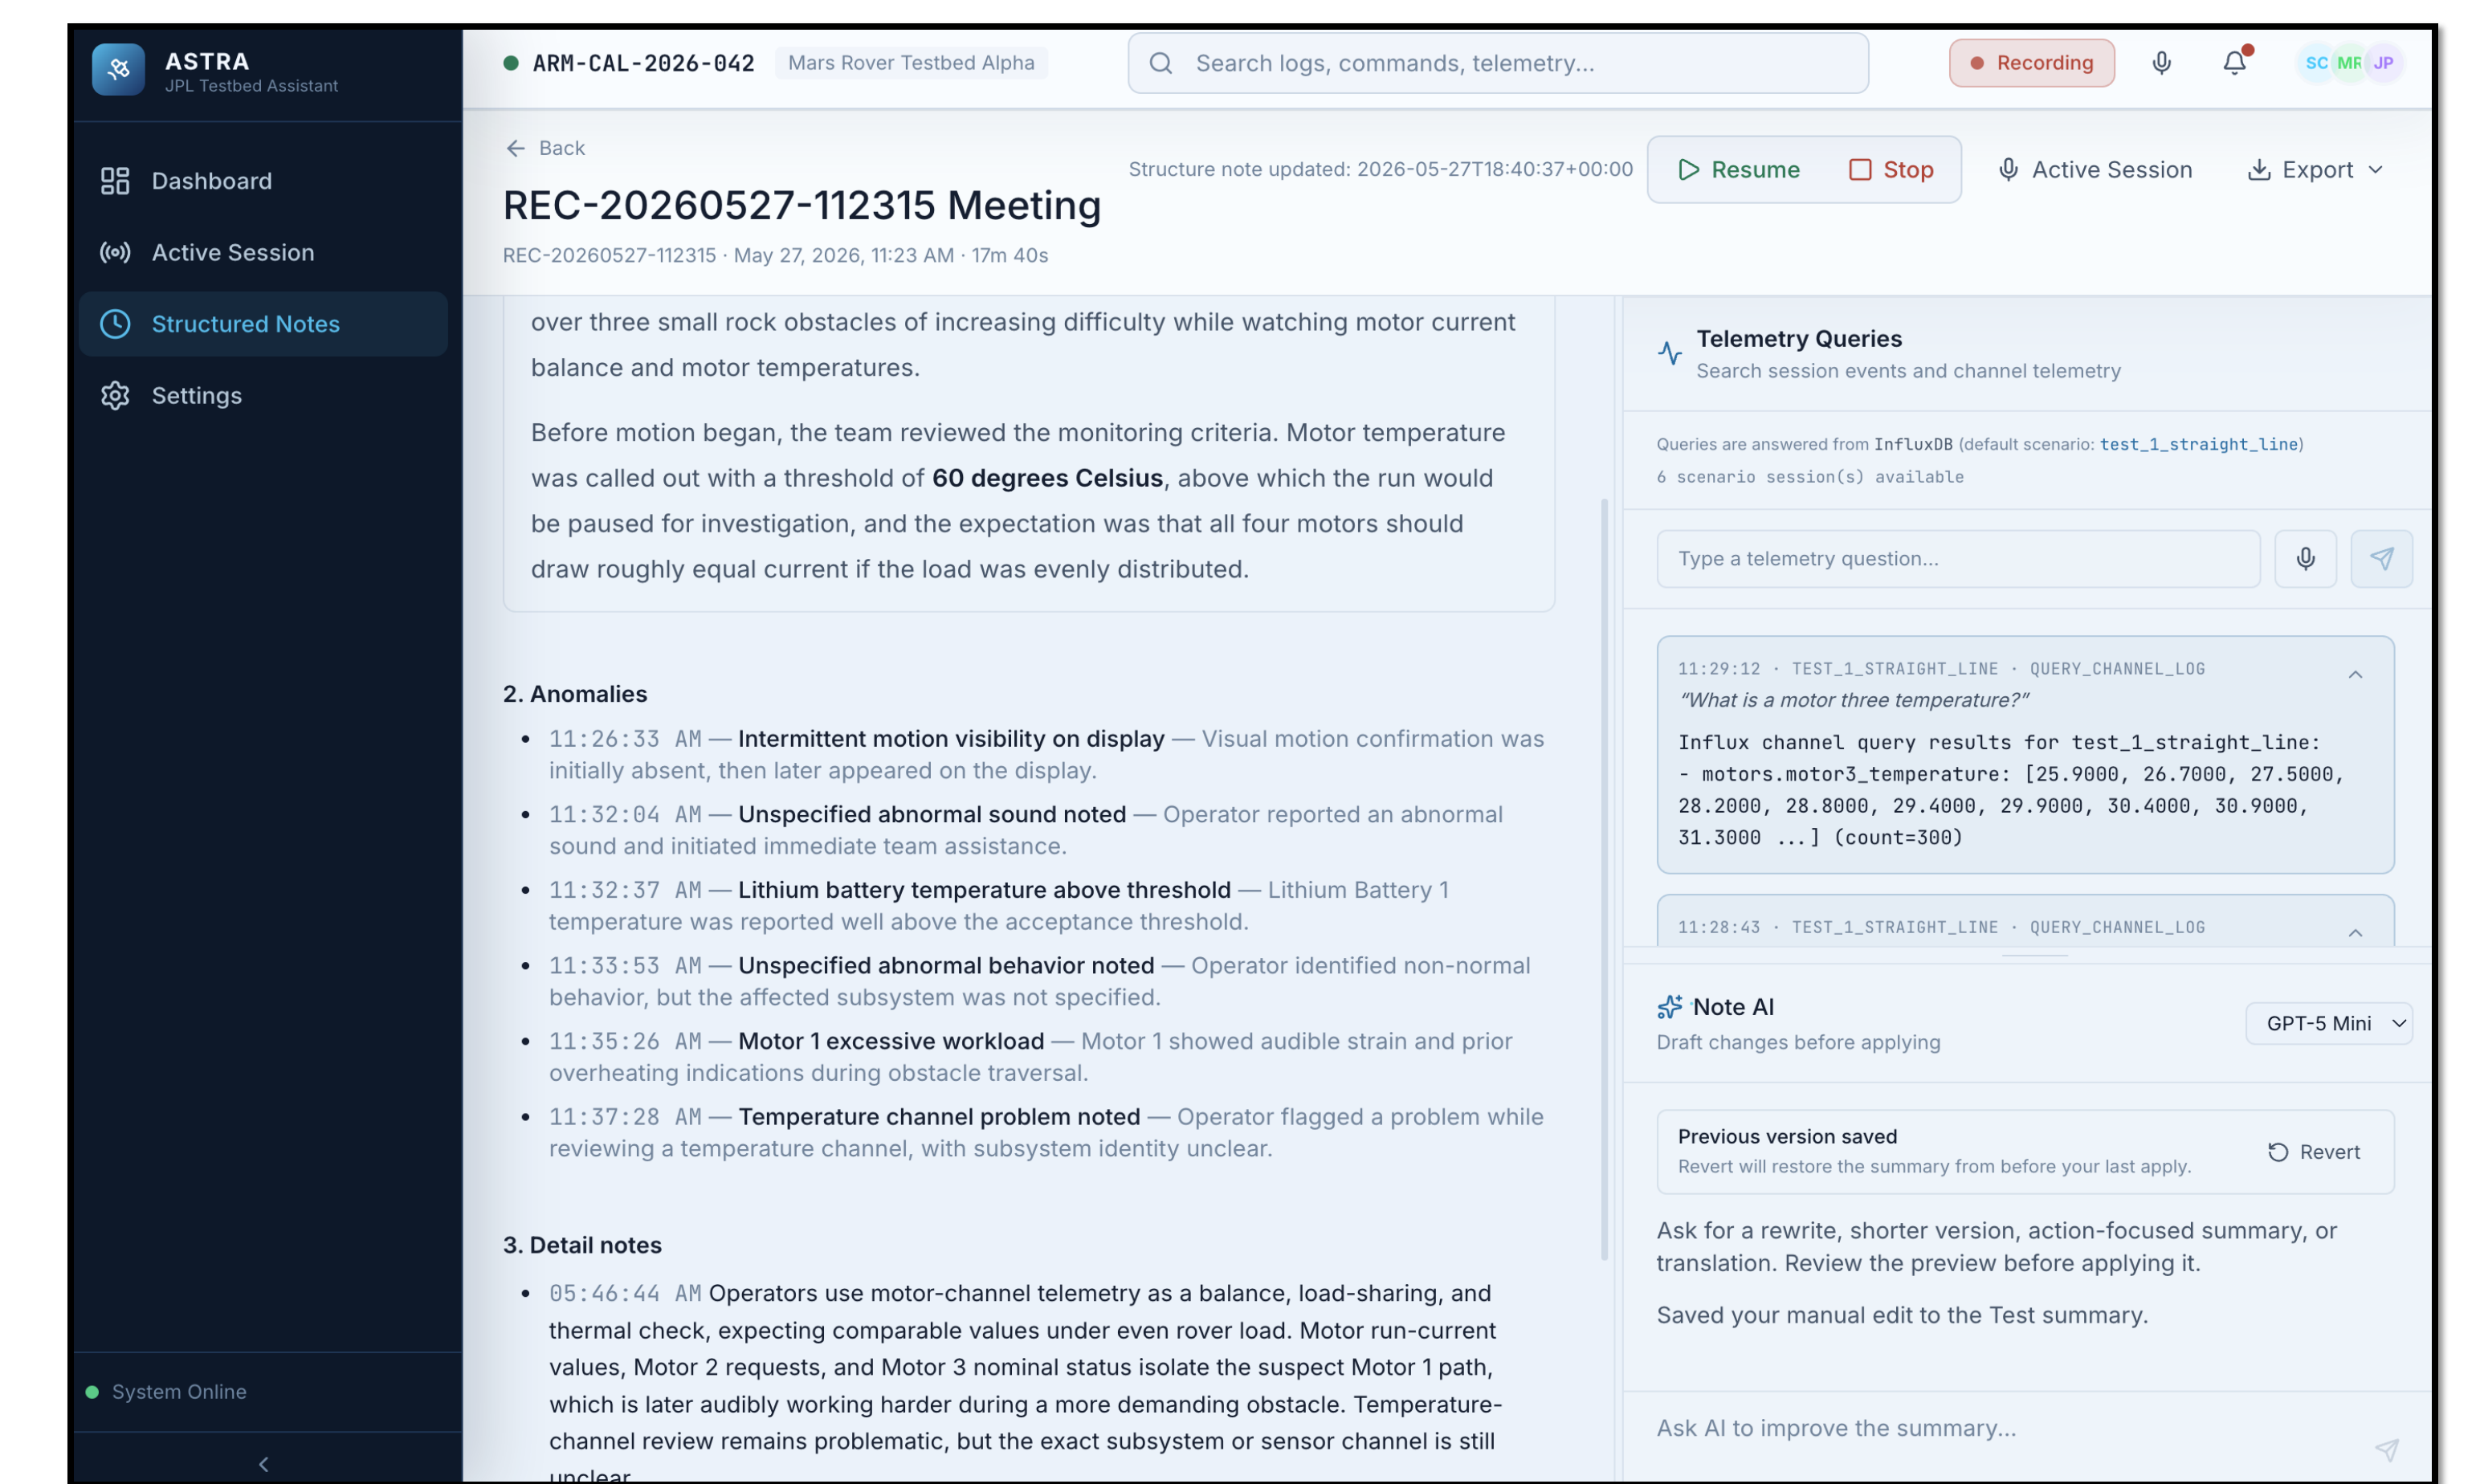 ASTRA
JPL Testbed Assistant
Dashboard
Active Session
Structured Notes
Settings
System Online
ARM-CAL-2026-042
Mars Rover Testbed Alpha
Search logs, commands, telemetry...
Recording
SC
MR
JP
Back
REC-20260527-112315 Meeting
REC-20260527-112315 · May 27, 2026, 11:23 AM · 17m 40s
Structure note updated: 2026-05-27T18:40:37+00:00
Resume
Stop
Active Session
Export
over three small rock obstacles of increasing difficulty while watching motor current
balance and motor temperatures.
Before motion began, the team reviewed the monitoring criteria. Motor temperature
was called out with a threshold of 60 degrees Celsius, above which the run would
be paused for investigation, and the expectation was that all four motors should
draw roughly equal current if the load was evenly distributed.
2. Anomalies
• 11:26:33 AM — Intermittent motion visibility on display — Visual motion confirmation was
initially absent, then later appeared on the display.
• 11:32:04 AM — Unspecified abnormal sound noted — Operator reported an abnormal
sound and initiated immediate team assistance.
• 11:32:37 AM — Lithium battery temperature above threshold — Lithium Battery 1
temperature was reported well above the acceptance threshold.
• 11:33:53 AM — Unspecified abnormal behavior noted — Operator identified non-normal
behavior, but the affected subsystem was not specified.
• 11:35:26 AM — Motor 1 excessive workload — Motor 1 showed audible strain and prior
overheating indications during obstacle traversal.
• 11:37:28 AM — Temperature channel problem noted — Operator flagged a problem while
reviewing a temperature channel, with subsystem identity unclear.
3. Detail notes
• 05:46:44 AM Operators use motor-channel telemetry as a balance, load-sharing, and
thermal check, expecting comparable values under even rover load. Motor run-current
values, Motor 2 requests, and Motor 3 nominal status isolate the suspect Motor 1 path,
which is later audibly working harder during a more demanding obstacle. Temperature-
channel review remains problematic, but the exact subsystem or sensor channel is still
unclear.
Telemetry Queries
Search session events and channel telemetry
Queries are answered from InfluxDB (default scenario: test_1_straight_line)
6 scenario session(s) available
Type a telemetry question...
11:29:12 · TEST_1_STRAIGHT_LINE · QUERY_CHANNEL_LOG
“What is a motor three temperature?”
Influx channel query results for test_1_straight_line:
- motors.motor3_temperature: [25.9000, 26.7000, 27.5000,
28.2000, 28.8000, 29.4000, 29.9000, 30.4000, 30.9000,
31.3000 ...] (count=300)
11:28:43 · TEST_1_STRAIGHT_LINE · QUERY_CHANNEL_LOG
Note AI
Draft changes before applying
GPT-5 Mini
Previous version saved
Revert will restore the summary from before your last apply.
Revert
Ask for a rewrite, shorter version, action-focused summary, or
translation. Review the preview before applying it.
Saved your manual edit to the Test summary.
Ask AI to improve the summary...